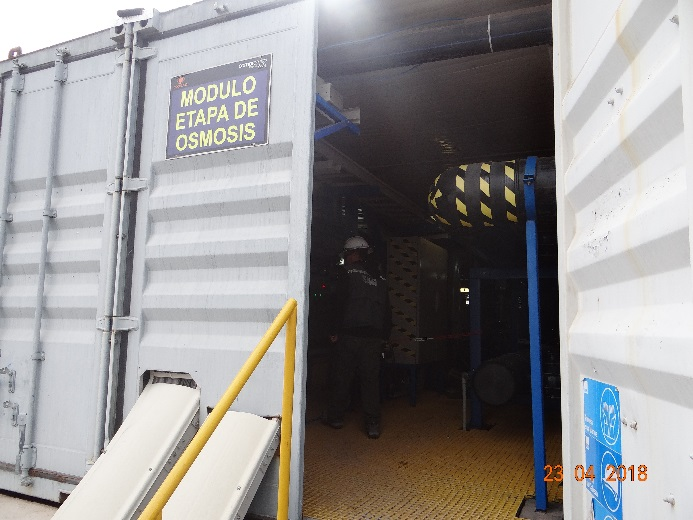 MODULO
ETAPA DE
OSMOSIS
23 04 2018